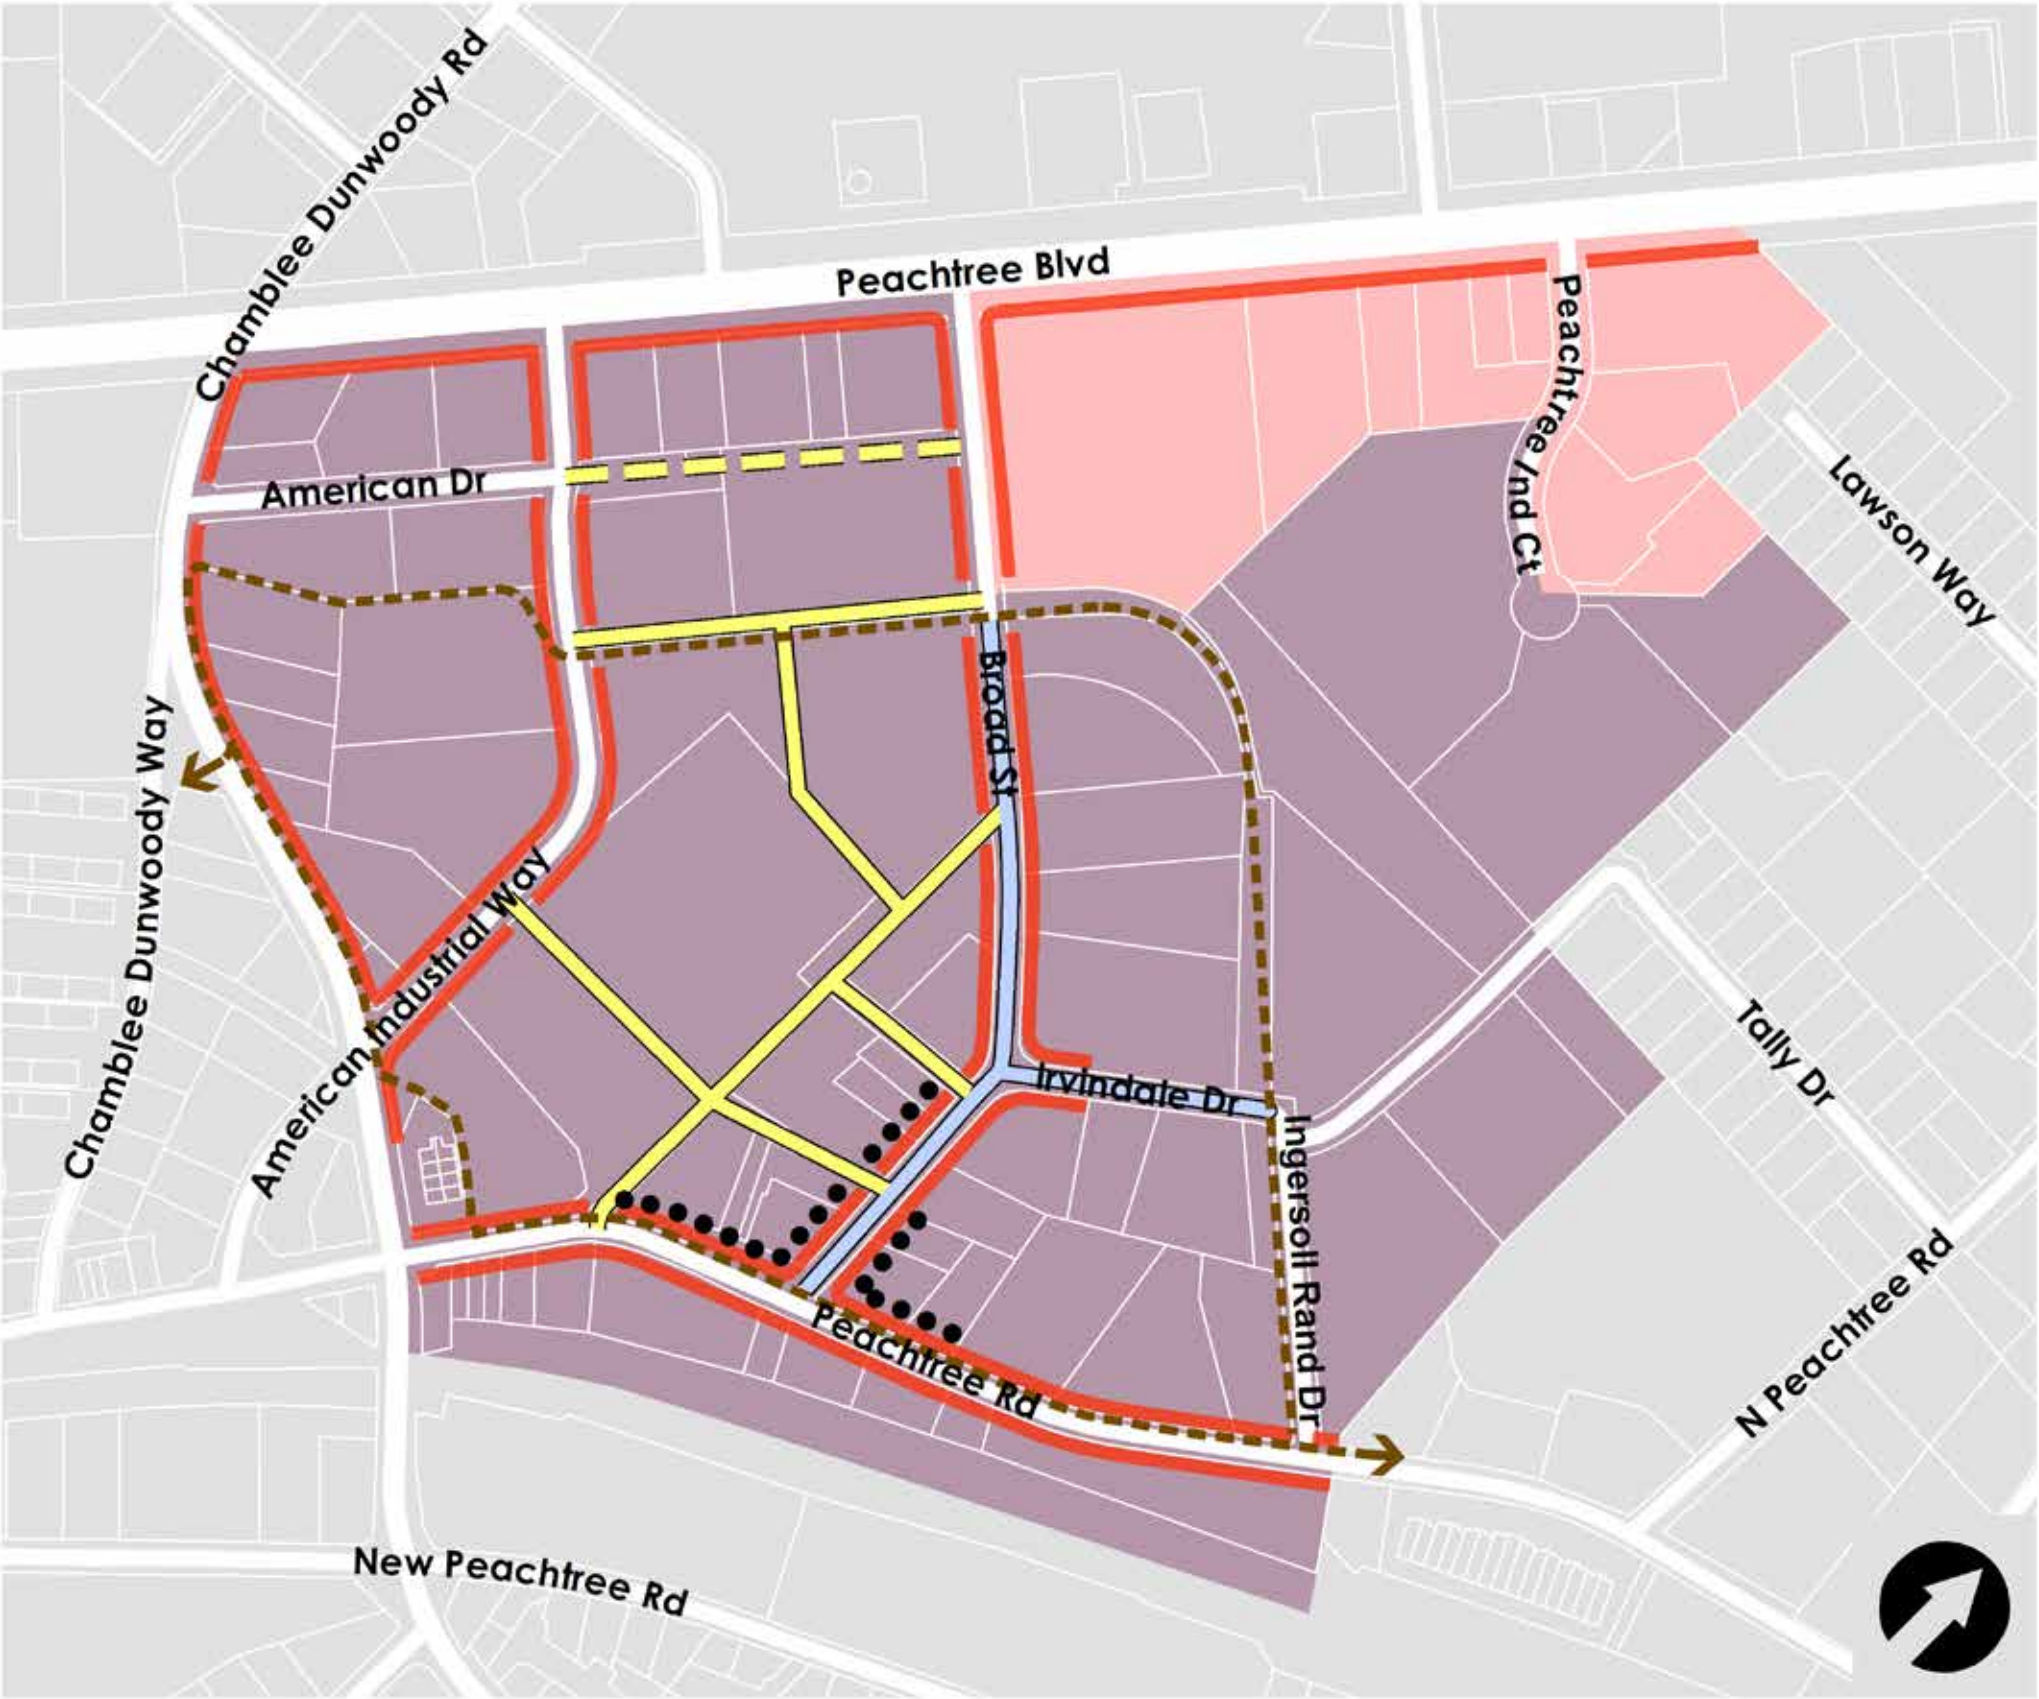 Chamblee Dunwoody Rd
Peachtree Blvd
Peachtree Ind Ct
American Dr
Lawson Way
Broad St
Chamblee Dunwoody Way
American Industrial Way
Irvindale Dr
Tally Dr
Ingersoll Rand Dr
Peachtree Rd
N Peachtree Rd
New Peachtree Rd